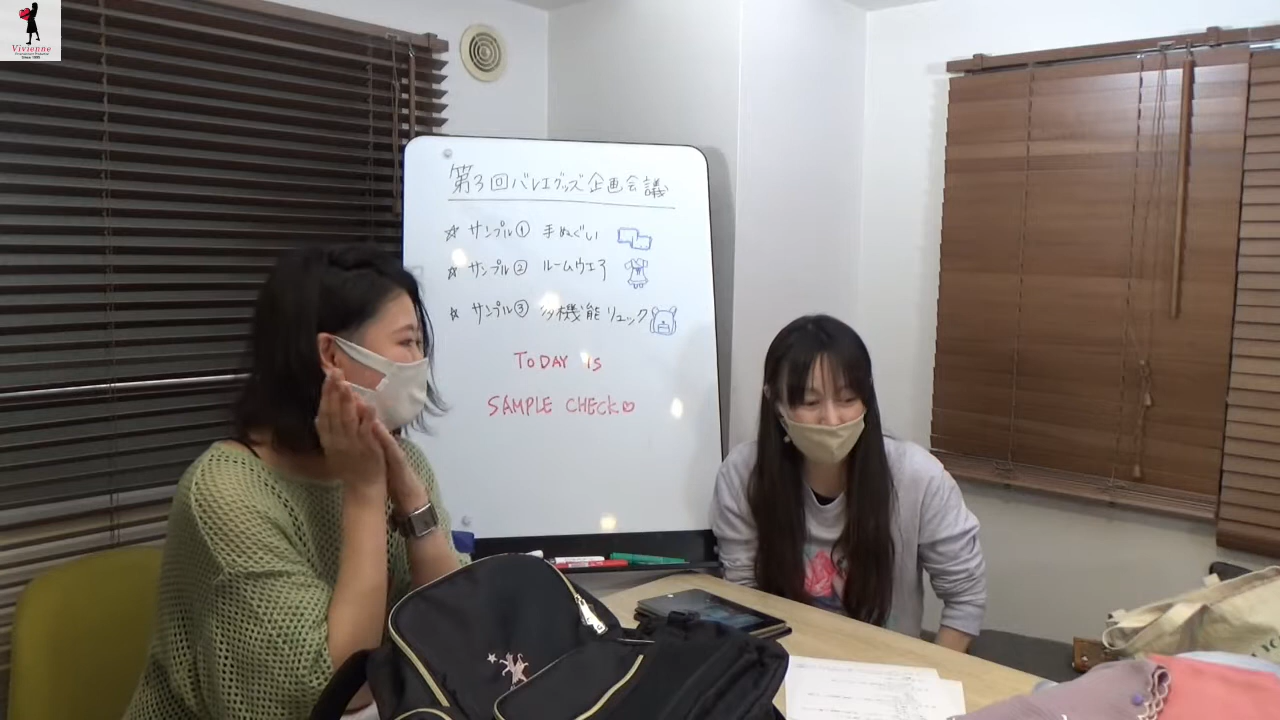 Vivienne
Since 1999
第3回バレエグッズ企画会議
☆ サンプル① 手ぬぐい
☆ サンプル② ルームウエア
☆ サンプル③ 多機能リュック
TODAY IS
SAMPLE CHECK♡